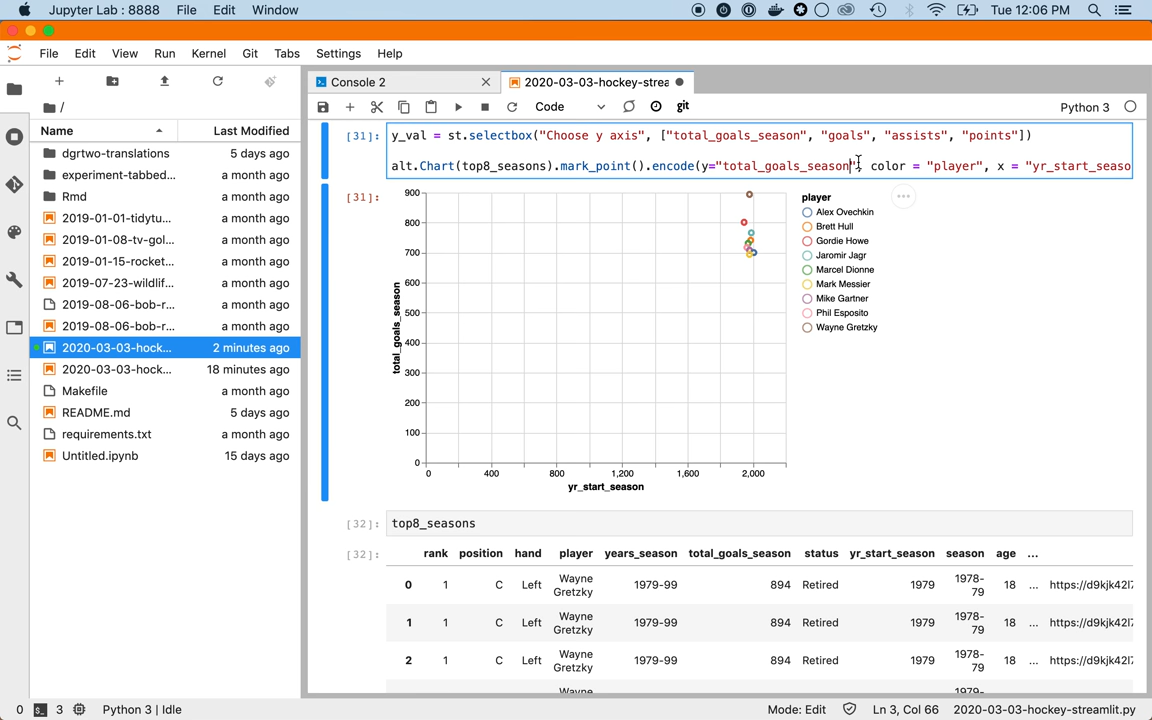 Jupyter Lab : 8888 File Edit Window Tue 12:06 PM
File Edit View Run Kernel Git Tabs Settings Help
Console 2 2020-03-03-hockey-strea
Code git Python 3
/
Name Last Modified
dgrtwo-translations 5 days ago
experiment-tabbed... a month ago
Rmd a month ago
2019-01-01-tidytu... a month ago
2019-01-08-tv-gol... a month ago
2019-01-15-rocket... a month ago
2019-07-23-wildlif... a month ago
2019-08-06-bob-r... a month ago
2019-08-06-bob-r... a month ago
2020-03-03-hock... 2 minutes ago
2020-03-03-hock... 18 minutes ago
Makefile a month ago
README.md 5 days ago
requirements.txt a month ago
Untitled.ipynb 15 days ago
[31]: y_val = st.selectbox("Choose y axis", ["total_goals_season", "goals", "assists", "points"])
alt.Chart(top8_seasons).mark_point().encode(y="total_goals_season", color = "player", x = "yr_start_seaso
[31]:
900
800
700
600
500
400
300
200
100
0
total_goals_season
0 400 800 1,200 1,600 2,000
yr_start_season
player
Alex Ovechkin
Brett Hull
Gordie Howe
Jaromir Jagr
Marcel Dionne
Mark Messier
Mike Gartner
Phil Esposito
Wayne Gretzky
[32]: top8_seasons
[32]: rank position hand player years_season total_goals_season status yr_start_season season age ...
0 1 C Left Wayne Gretzky 1979-99 894 Retired 1979 1978-79 18 ... https://d9kjk42l7
1 1 C Left Wayne Gretzky 1979-99 894 Retired 1979 1978-79 18 ... https://d9kjk42l7
2 1 C Left Wayne Gretzky 1979-99 894 Retired 1979 1978-79 18 ... https://d9kjk42l7
Wayne 1979-
0 3 Python 3 | Idle Mode: Edit Ln 3, Col 66 2020-03-03-hockey-streamlit.py